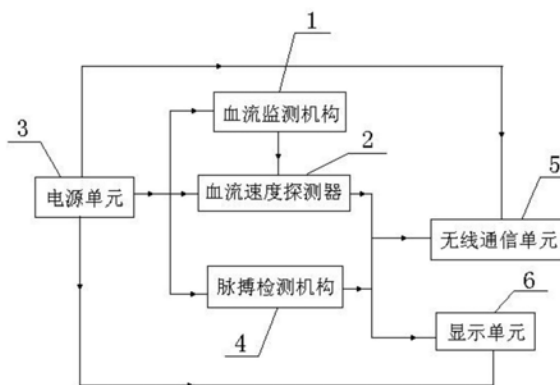 1
血流监测机构
2
3
血流速度探测器
电源单元
5
无线通信单元
脉搏检测机构
6
4
显示单元